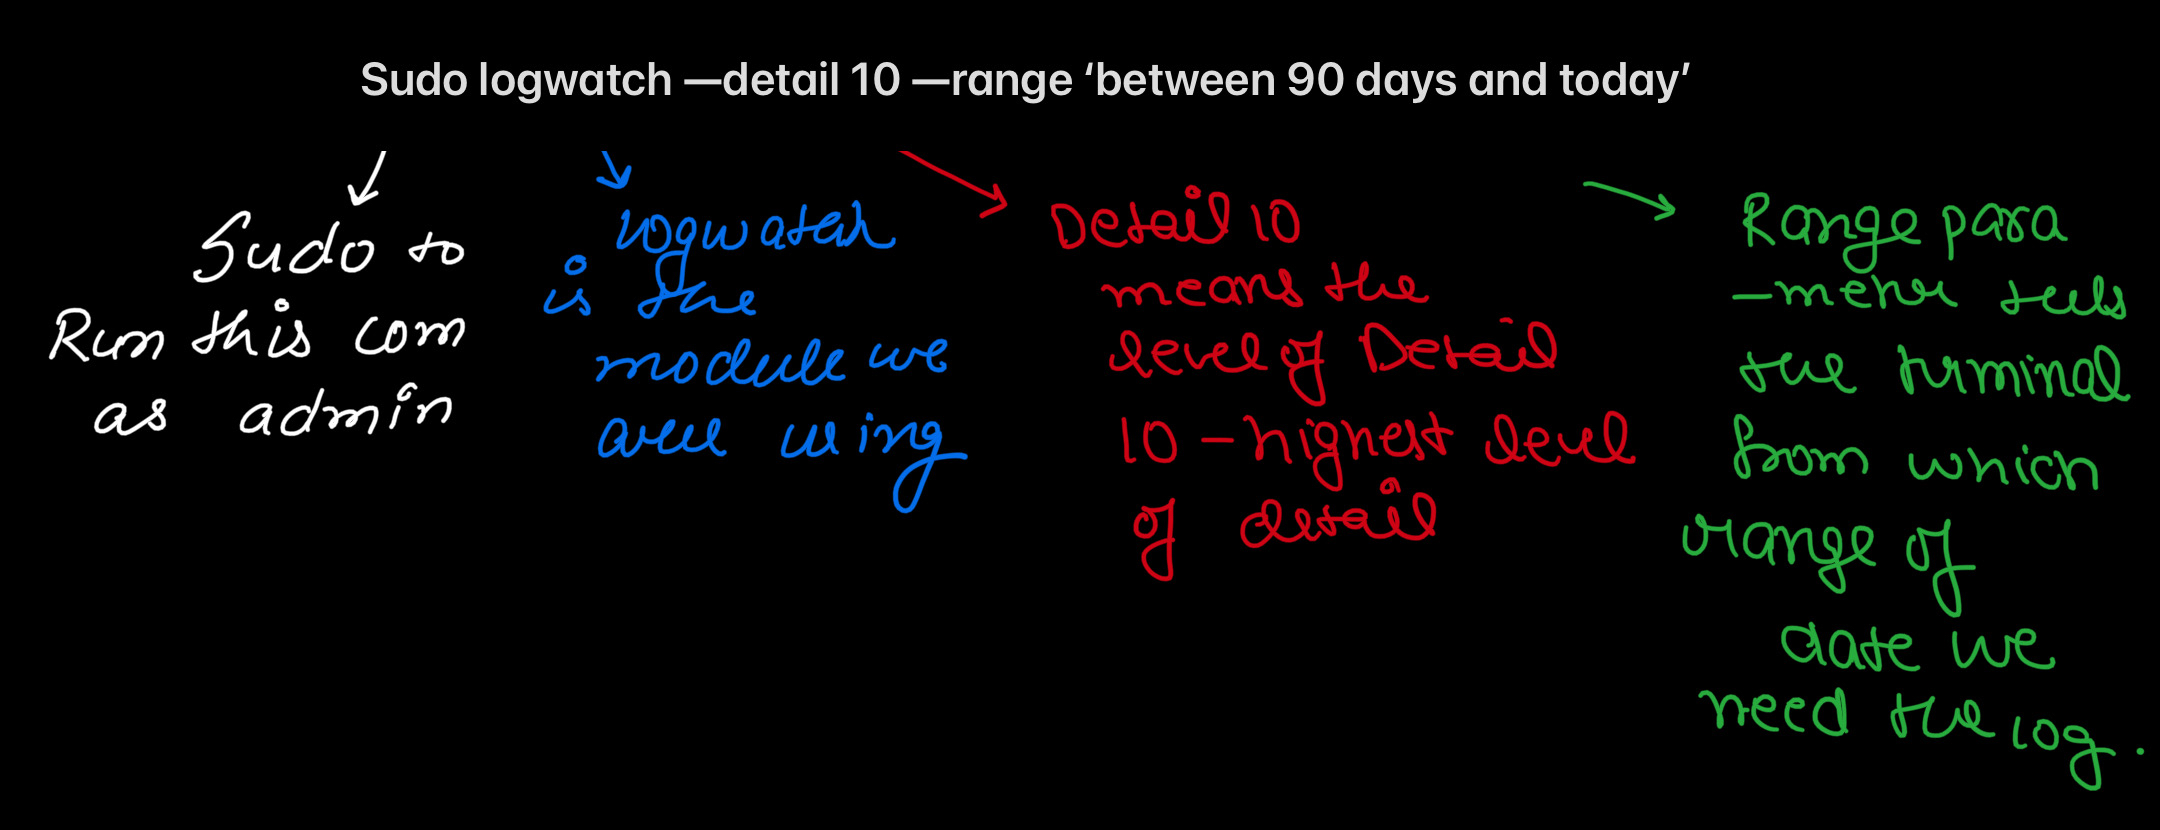 Sudo logwatch —detail 10 —range ‘between 90 days and today’
Sudo to
Run this com
as admin
logwatch
is the
module we
are using
Detail 10
means the
level of Detail
10 - highest level
of detail
Range para
-meter tells
the terminal
from which
range of
date we
need the log.